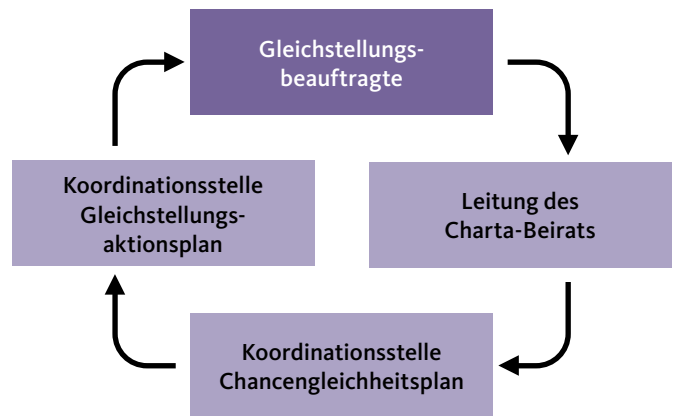 Gleichstellungs-
beauftragte
Koordinationsstelle
Gleichstellungs-
aktionsplan
Leitung des
Charta-Beirats
Koordinationsstelle
Chancengleichheitsplan